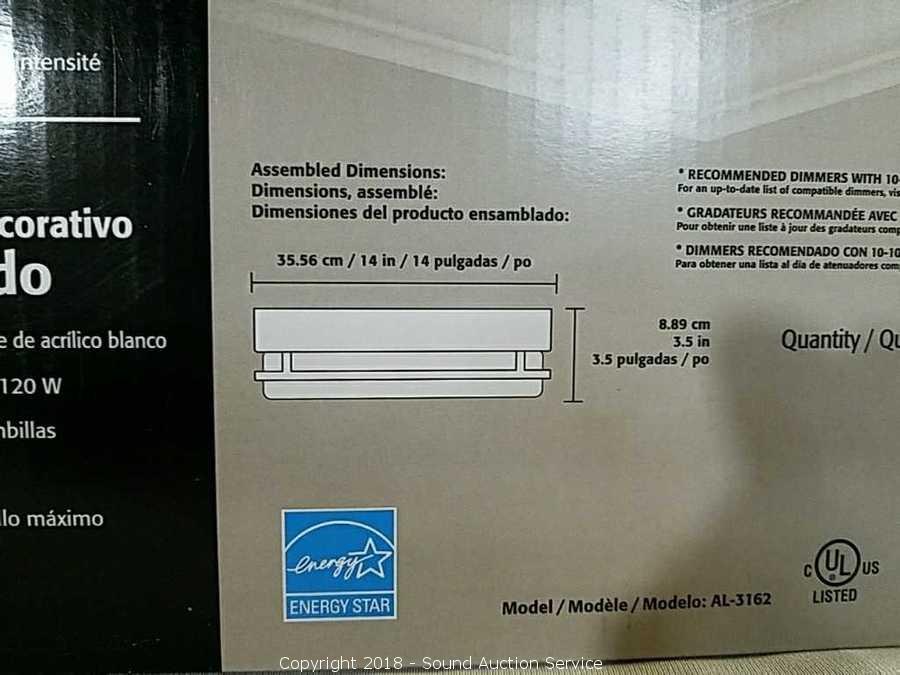 ntensité
corativo
do
e de acrílico blanco
120 W
mbillas
llo máximo
Assembled Dimensions:
Dimensions, assemblé:
Dimensiones del producto ensamblado:
35.56 cm / 14 in / 14 pulgadas / po
8.89 cm
3.5 in
3.5 pulgadas / po
* RECOMMENDED DIMMERS WITH 10-
For an up-to-date list of compatible dimmers, vis
* GRADATEURS RECOMMANDÉE AVEC
Pour obtenir une liste à jour des gradateurs comp
* DIMMERS RECOMENDADO CON 10-10
Para obtener una lista al día de atenuadores com
Quantity / Qu
energy
ENERGY STAR
Model / Modèle / Modelo: AL-3162
C UL US
LISTED
Copyright 2018 - Sound Auction Service